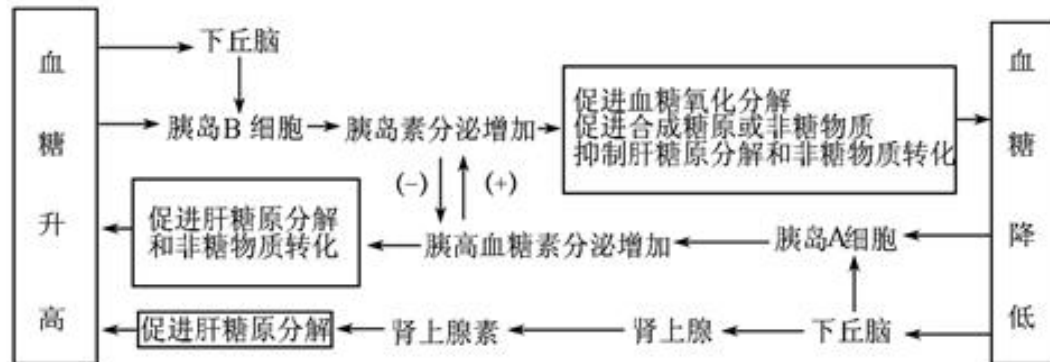 血糖升高
下丘脑
胰岛B 细胞
胰岛素分泌增加
促进血糖氧化分解
促进合成糖原或非糖物质
抑制肝糖原分解和非糖物质转化
血糖降低
(−)
(+)
促进肝糖原分解
和非糖物质转化
胰高血糖素分泌增加
胰岛A细胞
促进肝糖原分解
肾上腺素
肾上腺
下丘脑